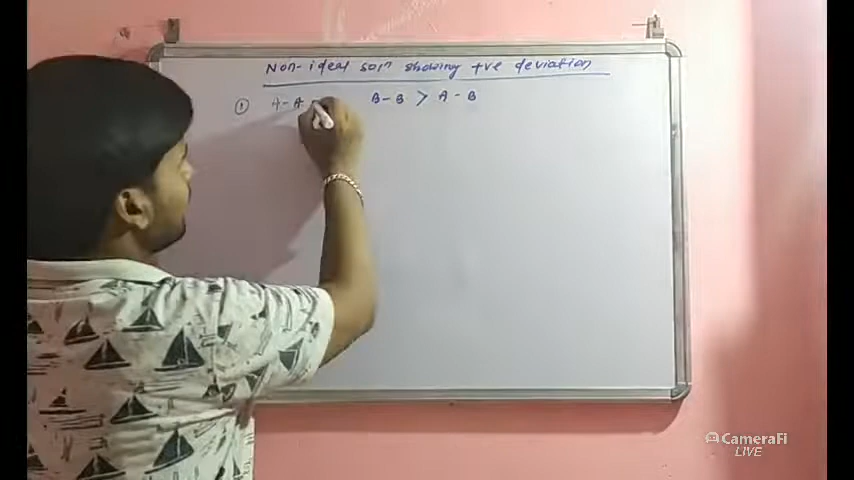 Non-ideal soln showing +ve deviation
① A-A B-B > A-B
CameraFi
LIVE